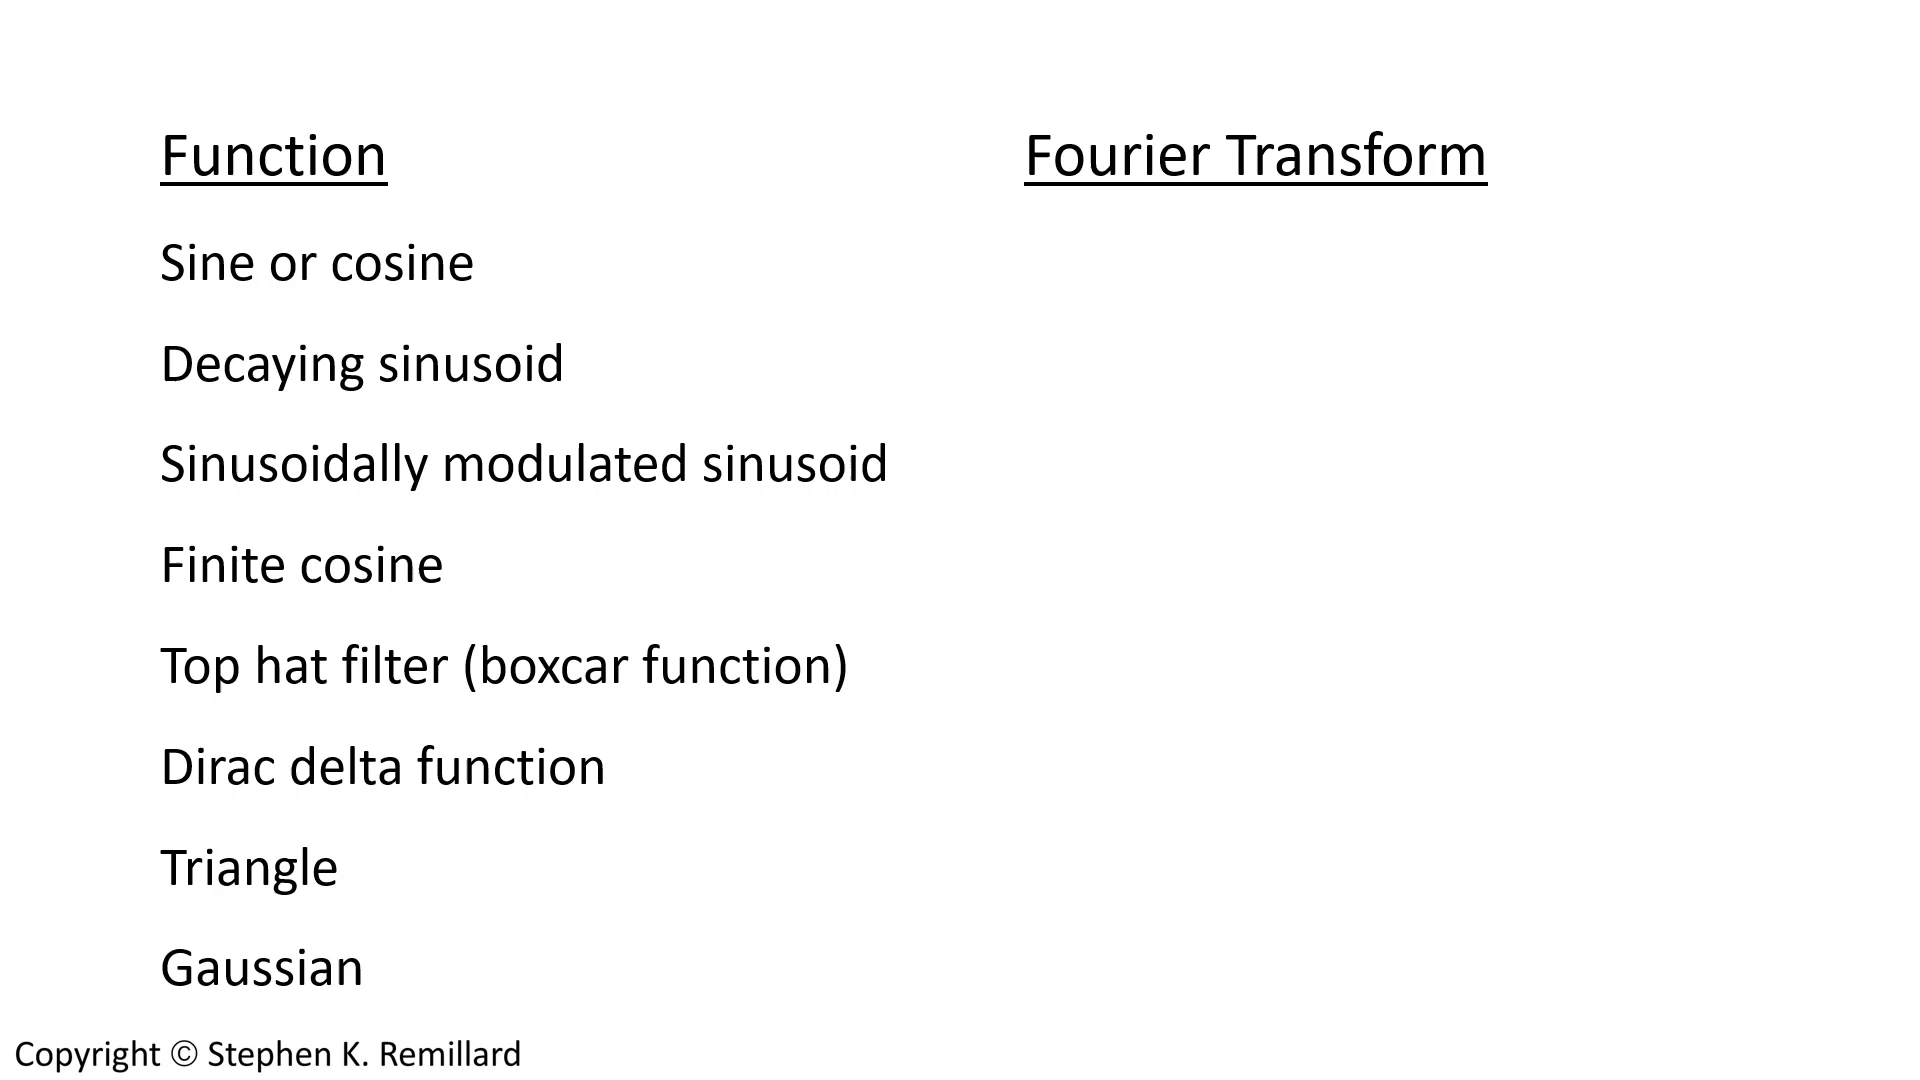 Function
Fourier Transform
Sine or cosine
Decaying sinusoid
Sinusoidally modulated sinusoid
Finite cosine
Top hat filter (boxcar function)
Dirac delta function
Triangle
Gaussian
Copyright © Stephen K. Remillard